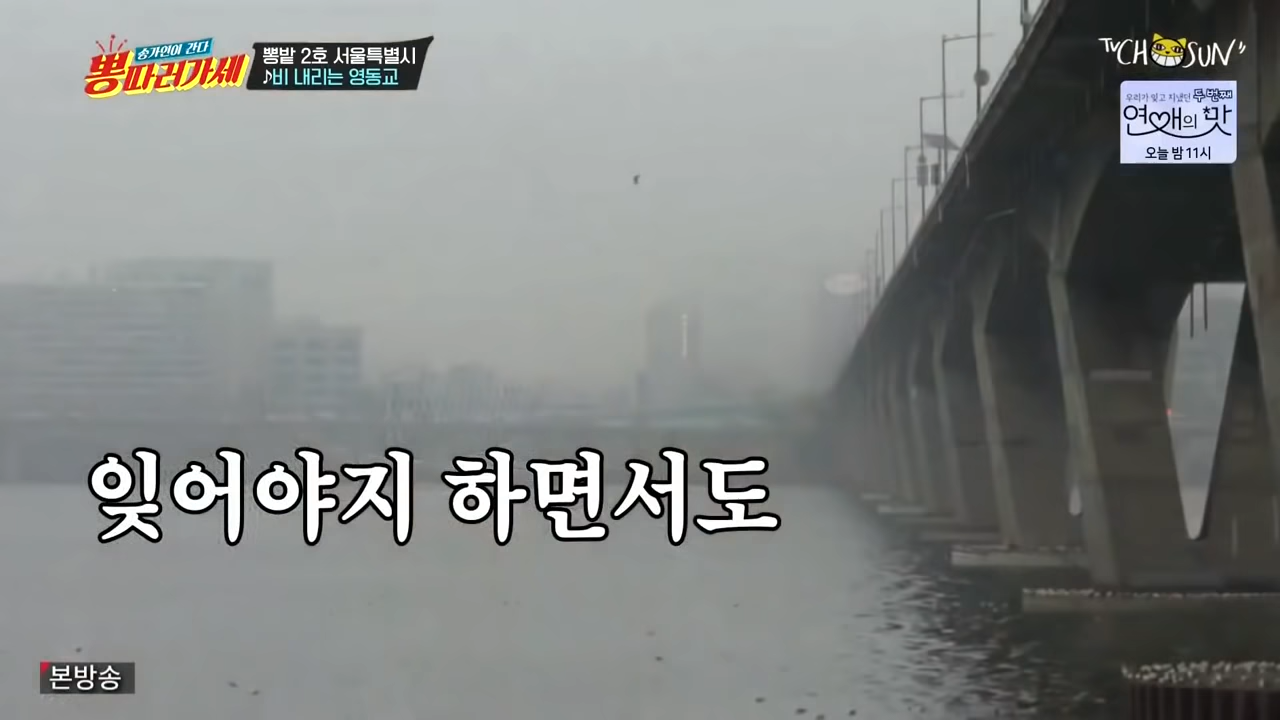 송가인이 간다
뽕 따러 가세
뽕밭 2호 서울특별시
♪비 내리는 영동교
TV CHOSUN
우리가 잊고 지냈던 두 번째
연애의 맛
오늘 밤 11시
잊어야지 하면서도
본방송